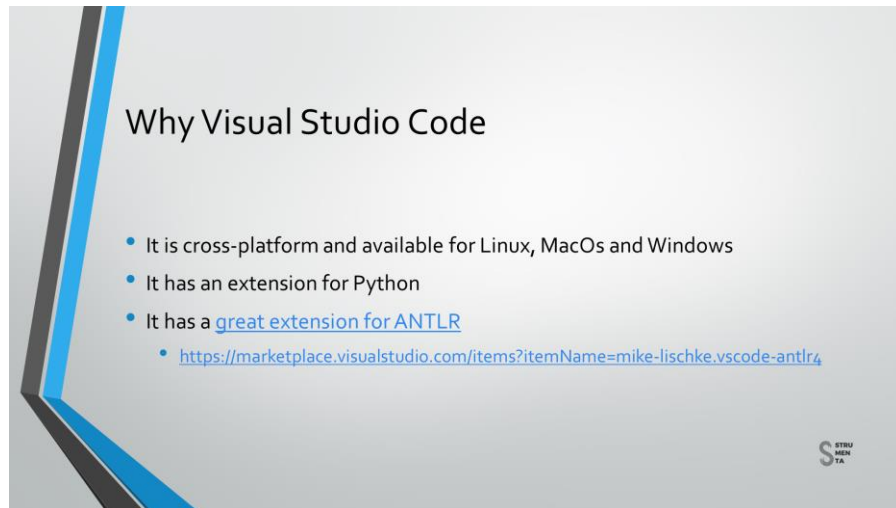 Why Visual Studio Code
It is cross-platform and available for Linux, MacOs and Windows
It has an extension for Python
It has a great extension for ANTLR
https://marketplace.visualstudio.com/items?itemName=mike-lischke.vscode-antlr4
STRU
MEN
TA